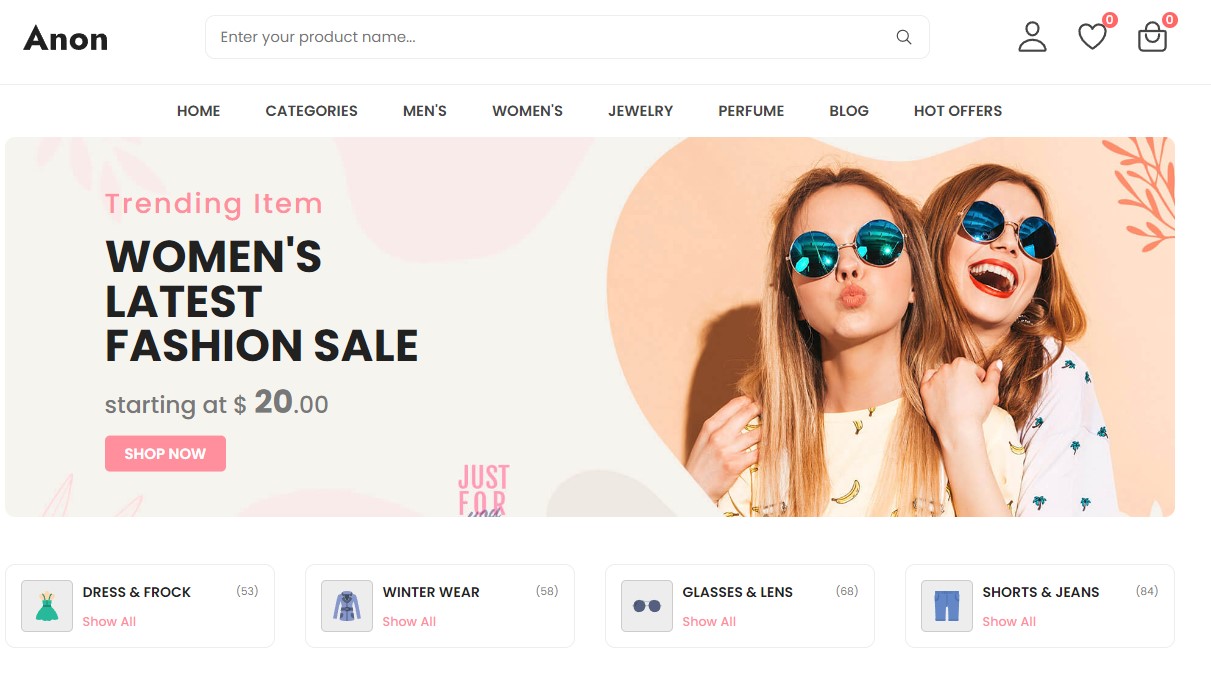 Anon
Enter your product name...
0
0
HOME CATEGORIES MEN'S WOMEN'S JEWELRY PERFUME BLOG HOT OFFERS
Trending Item
WOMEN'S
LATEST
FASHION SALE
starting at $ 20.00
SHOP NOW
JUST
FOR
you
DRESS & FROCK (53)
Show All
WINTER WEAR (58)
Show All
GLASSES & LENS (68)
Show All
SHORTS & JEANS (84)
Show All